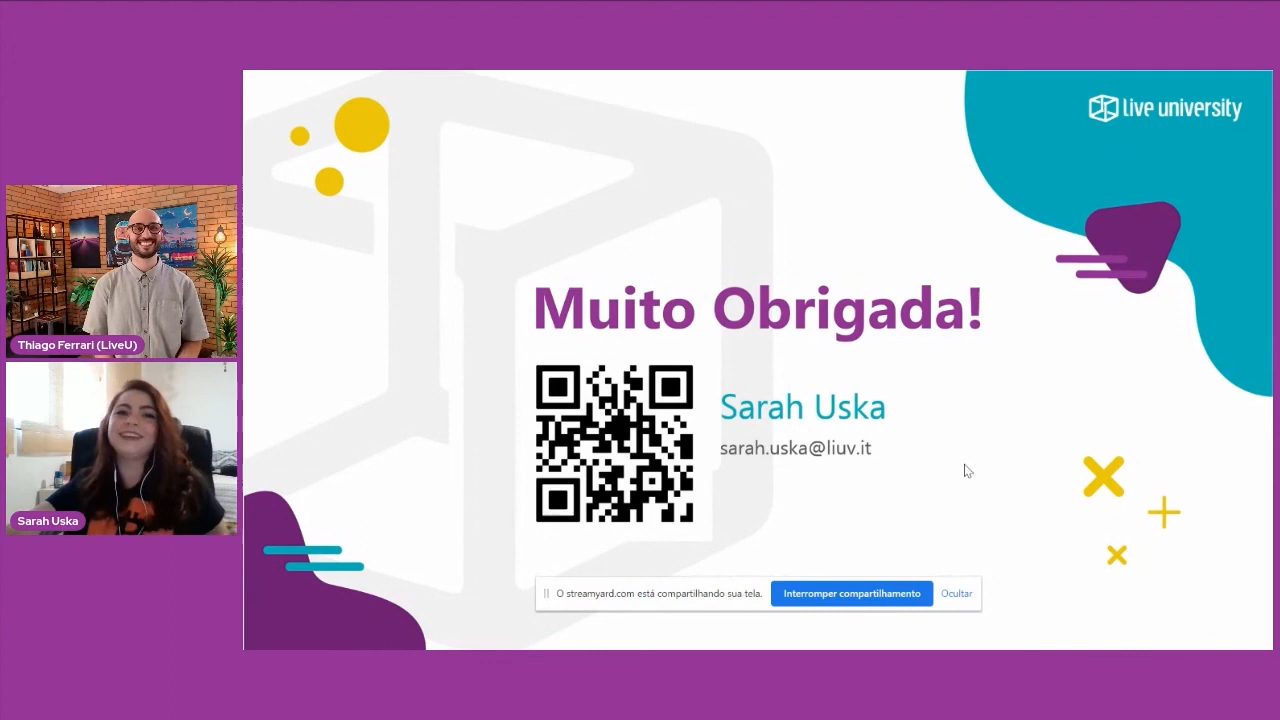 live university
Thiago Ferrari (LiveU)
Sarah Uska
Muito Obrigada!
Sarah Uska
sarah.uska@liuv.it
O streamyard.com está compartilhando sua tela.
Interromper compartilhamento
Ocultar